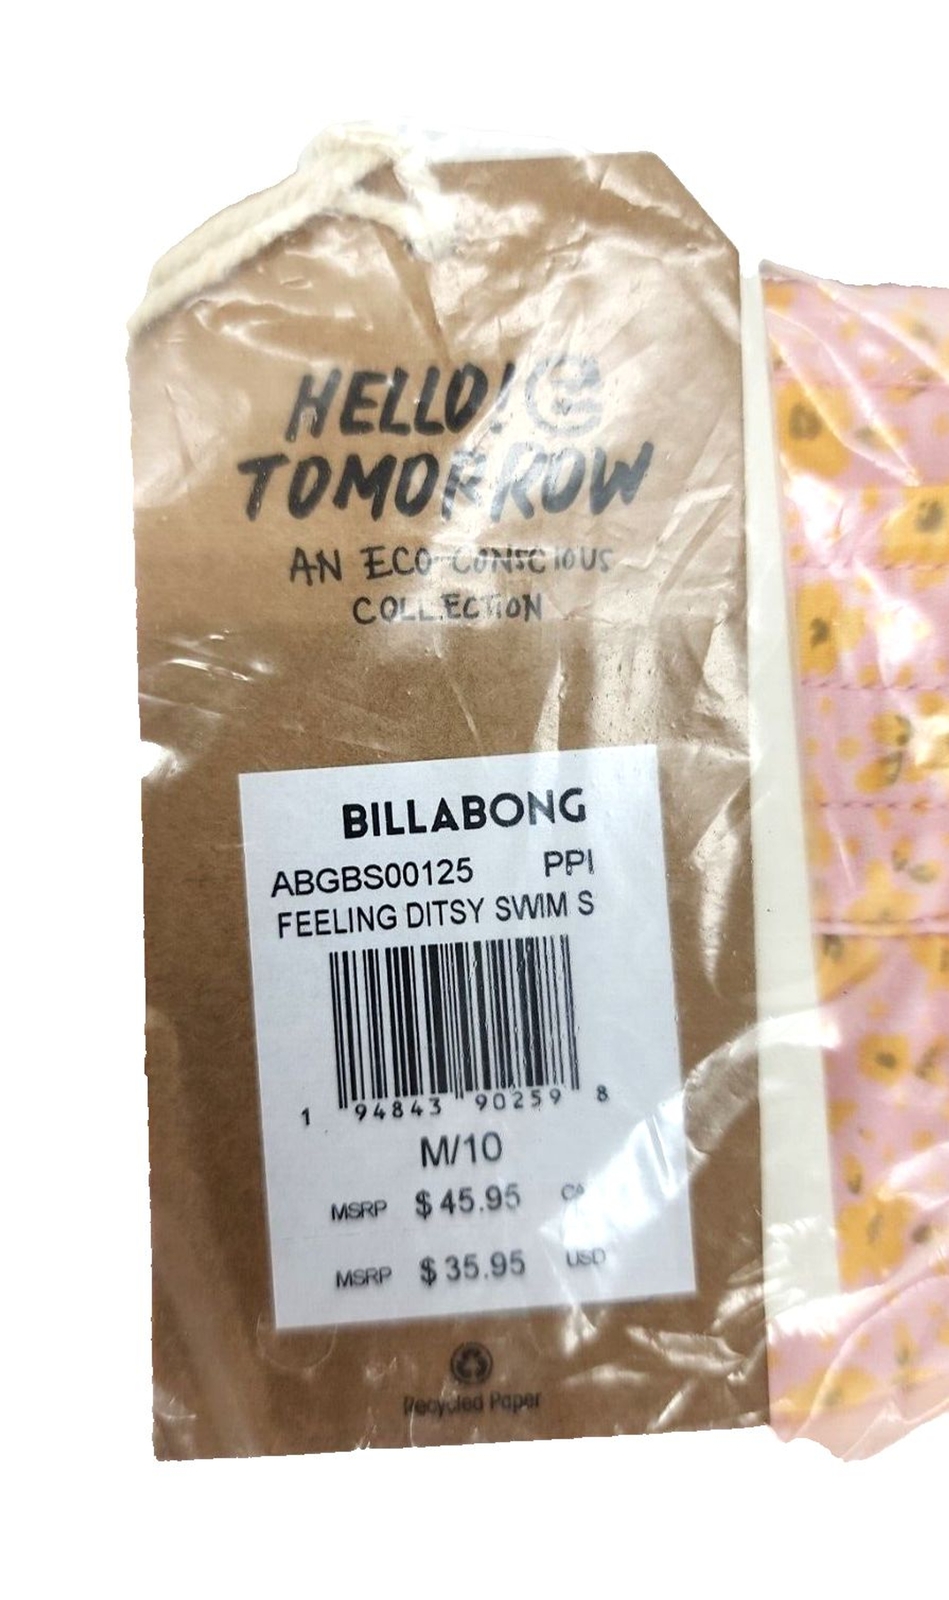 HELLO! e
TOMORROW
AN ECO-CONSCIOUS
COLLECTION
BILLABONG
ABGBS00125 PPI
FEELING DITSY SWIM S
1 94843 90259 8
M/10
MSRP $ 45.95
MSRP $ 35.95 USD
Recycled Paper